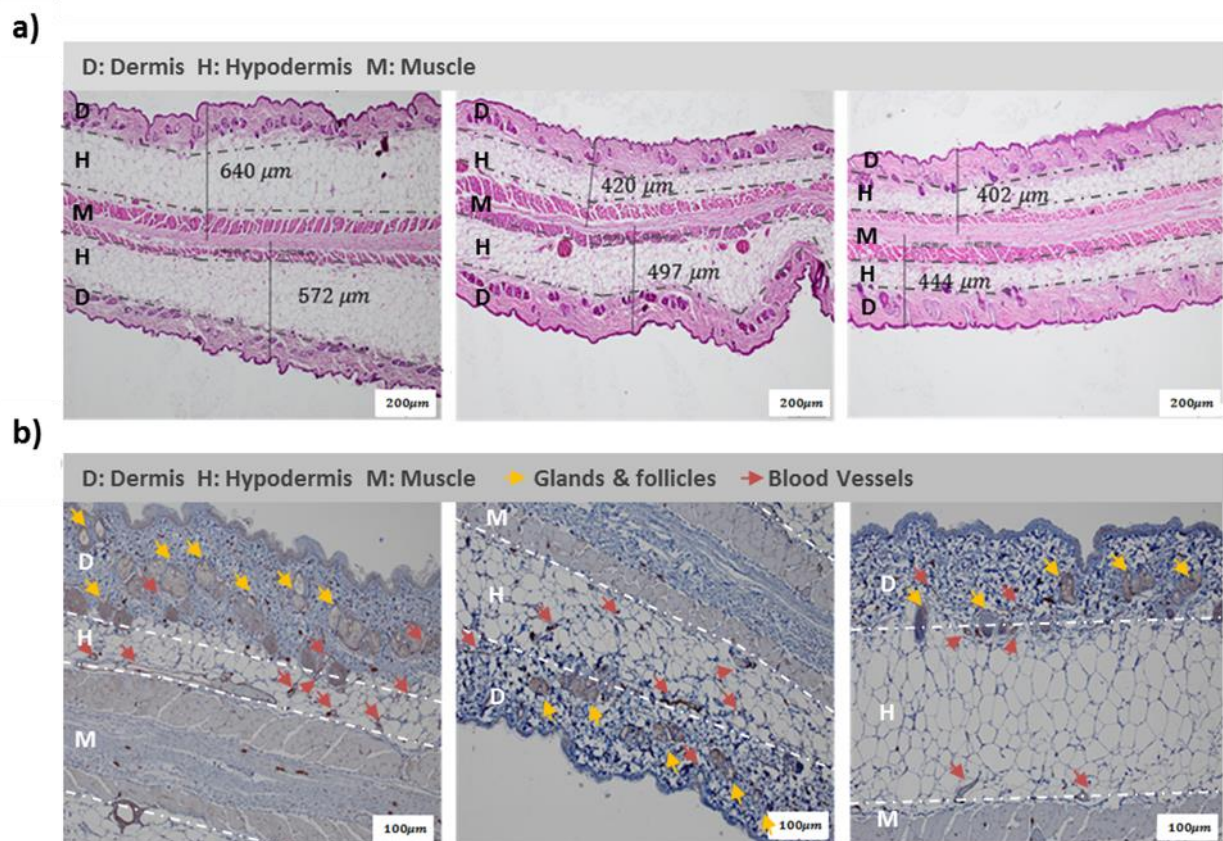 a)
D: Dermis H: Hypodermis M: Muscle
D
H
640 μm
M
H
572 μm
D
200μm
D
H
420 μm
M
H
497 μm
D
200μm
D
H
402 μm
M
H
444 μm
D
200μm
b)
D: Dermis H: Hypodermis M: Muscle Glands & follicles Blood Vessels
D
H
M
100μm
M
H
D
100μm
D
H
M
100μm